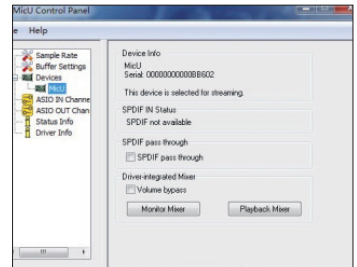 MicU Control Panel
e Help
Sample Rate
Buffer Settings
Devices
MicU
ASIO IN Channe
ASIO OUT Chan
Status Info
Driver Info
Device Info
MicU
Serial: 00000000000BB602
This device is selected for streaming.
SPDIF IN Status
SPDIF not available
SPDIF pass through
SPDIF pass through
Driver-integrated Mixer
Volume bypass
Monitor Mixer
Playback Mixer